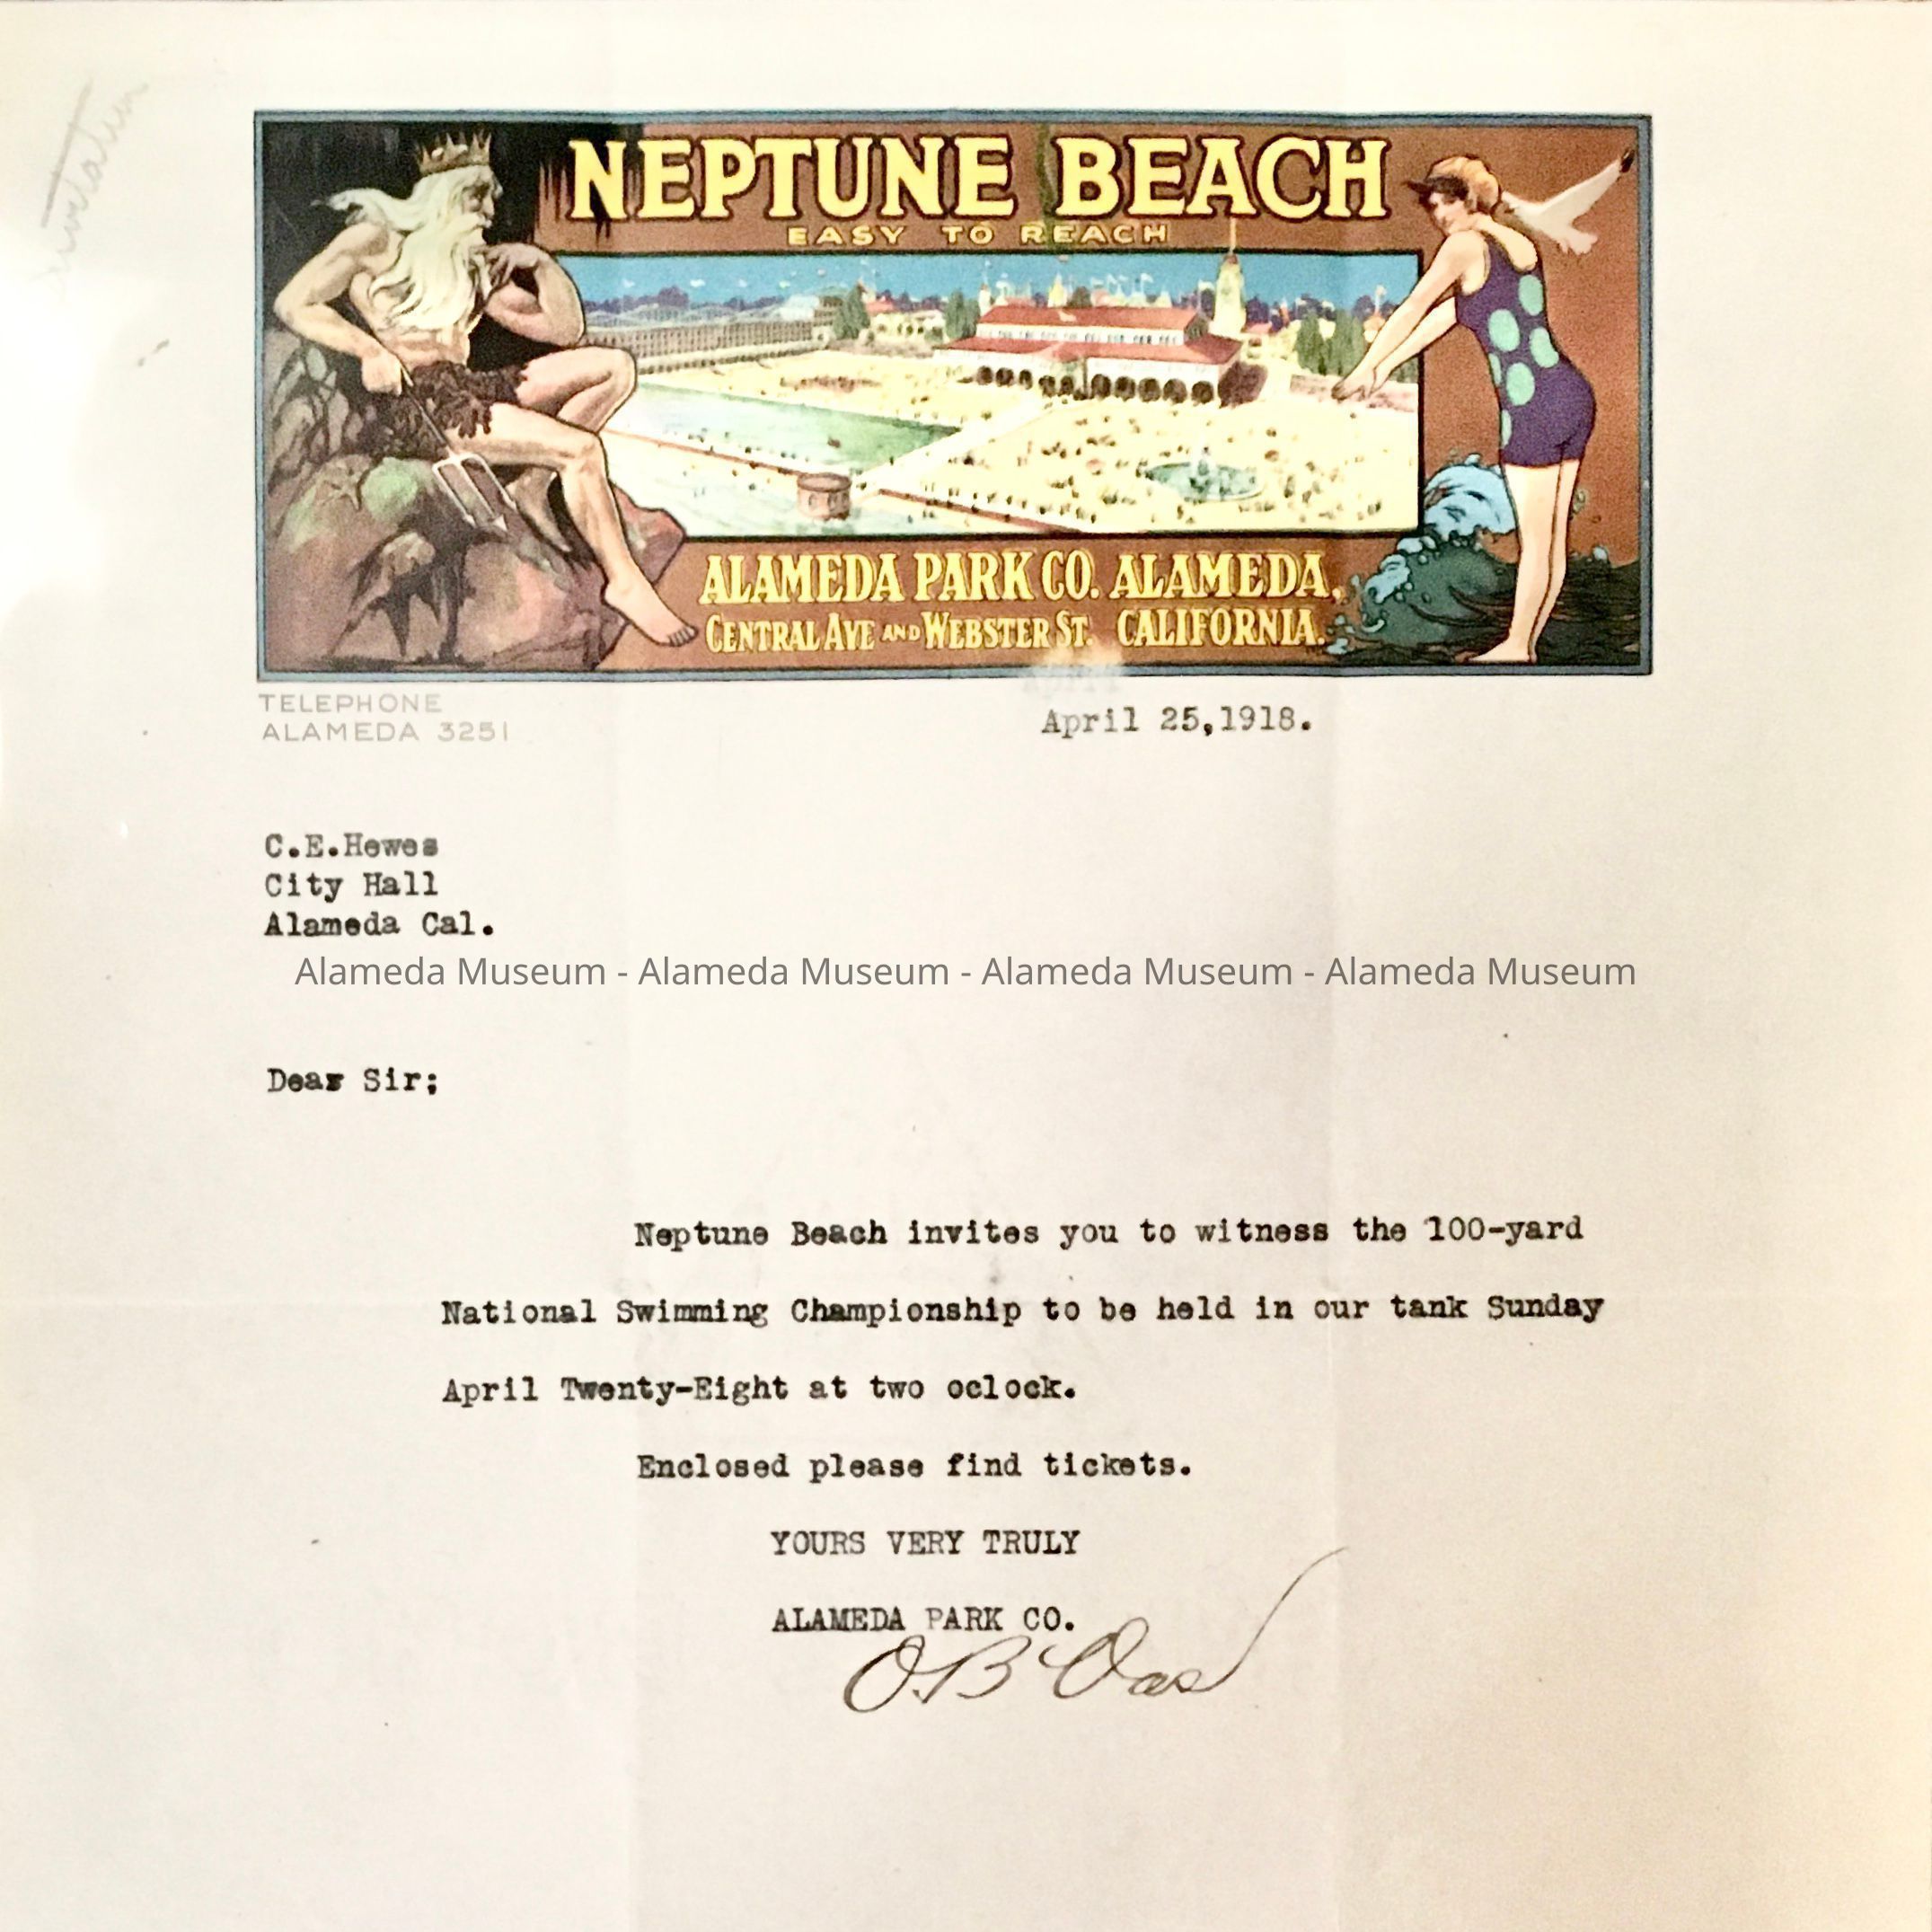 NEPTUNE BEACH
EASY TO REACH
ALAMEDA PARK CO. ALAMEDA,
CENTRAL AVE AND WEBSTER ST. CALIFORNIA.
TELEPHONE
ALAMEDA 3251
April 25,1918.
C.E.Hewes
City Hall
Alameda Cal.
Alameda Museum - Alameda Museum - Alameda Museum - Alameda Museum
Dear Sir;
Neptune Beach invites you to witness the 100-yard
National Swimming Championship to be held in our tank Sunday
April Twenty-Eight at two oclock.
Enclosed please find tickets.
YOURS VERY TRULY
ALAMEDA PARK CO.
O.B Oas